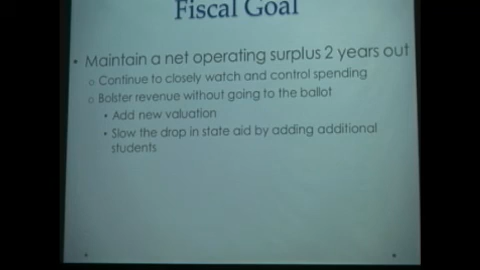 Fiscal Goal
• Maintain a net operating surplus 2 years out
o Continue to closely watch and control spending
o Bolster revenue without going to the ballot
• Add new valuation
• Slow the drop in state aid by adding additional
students